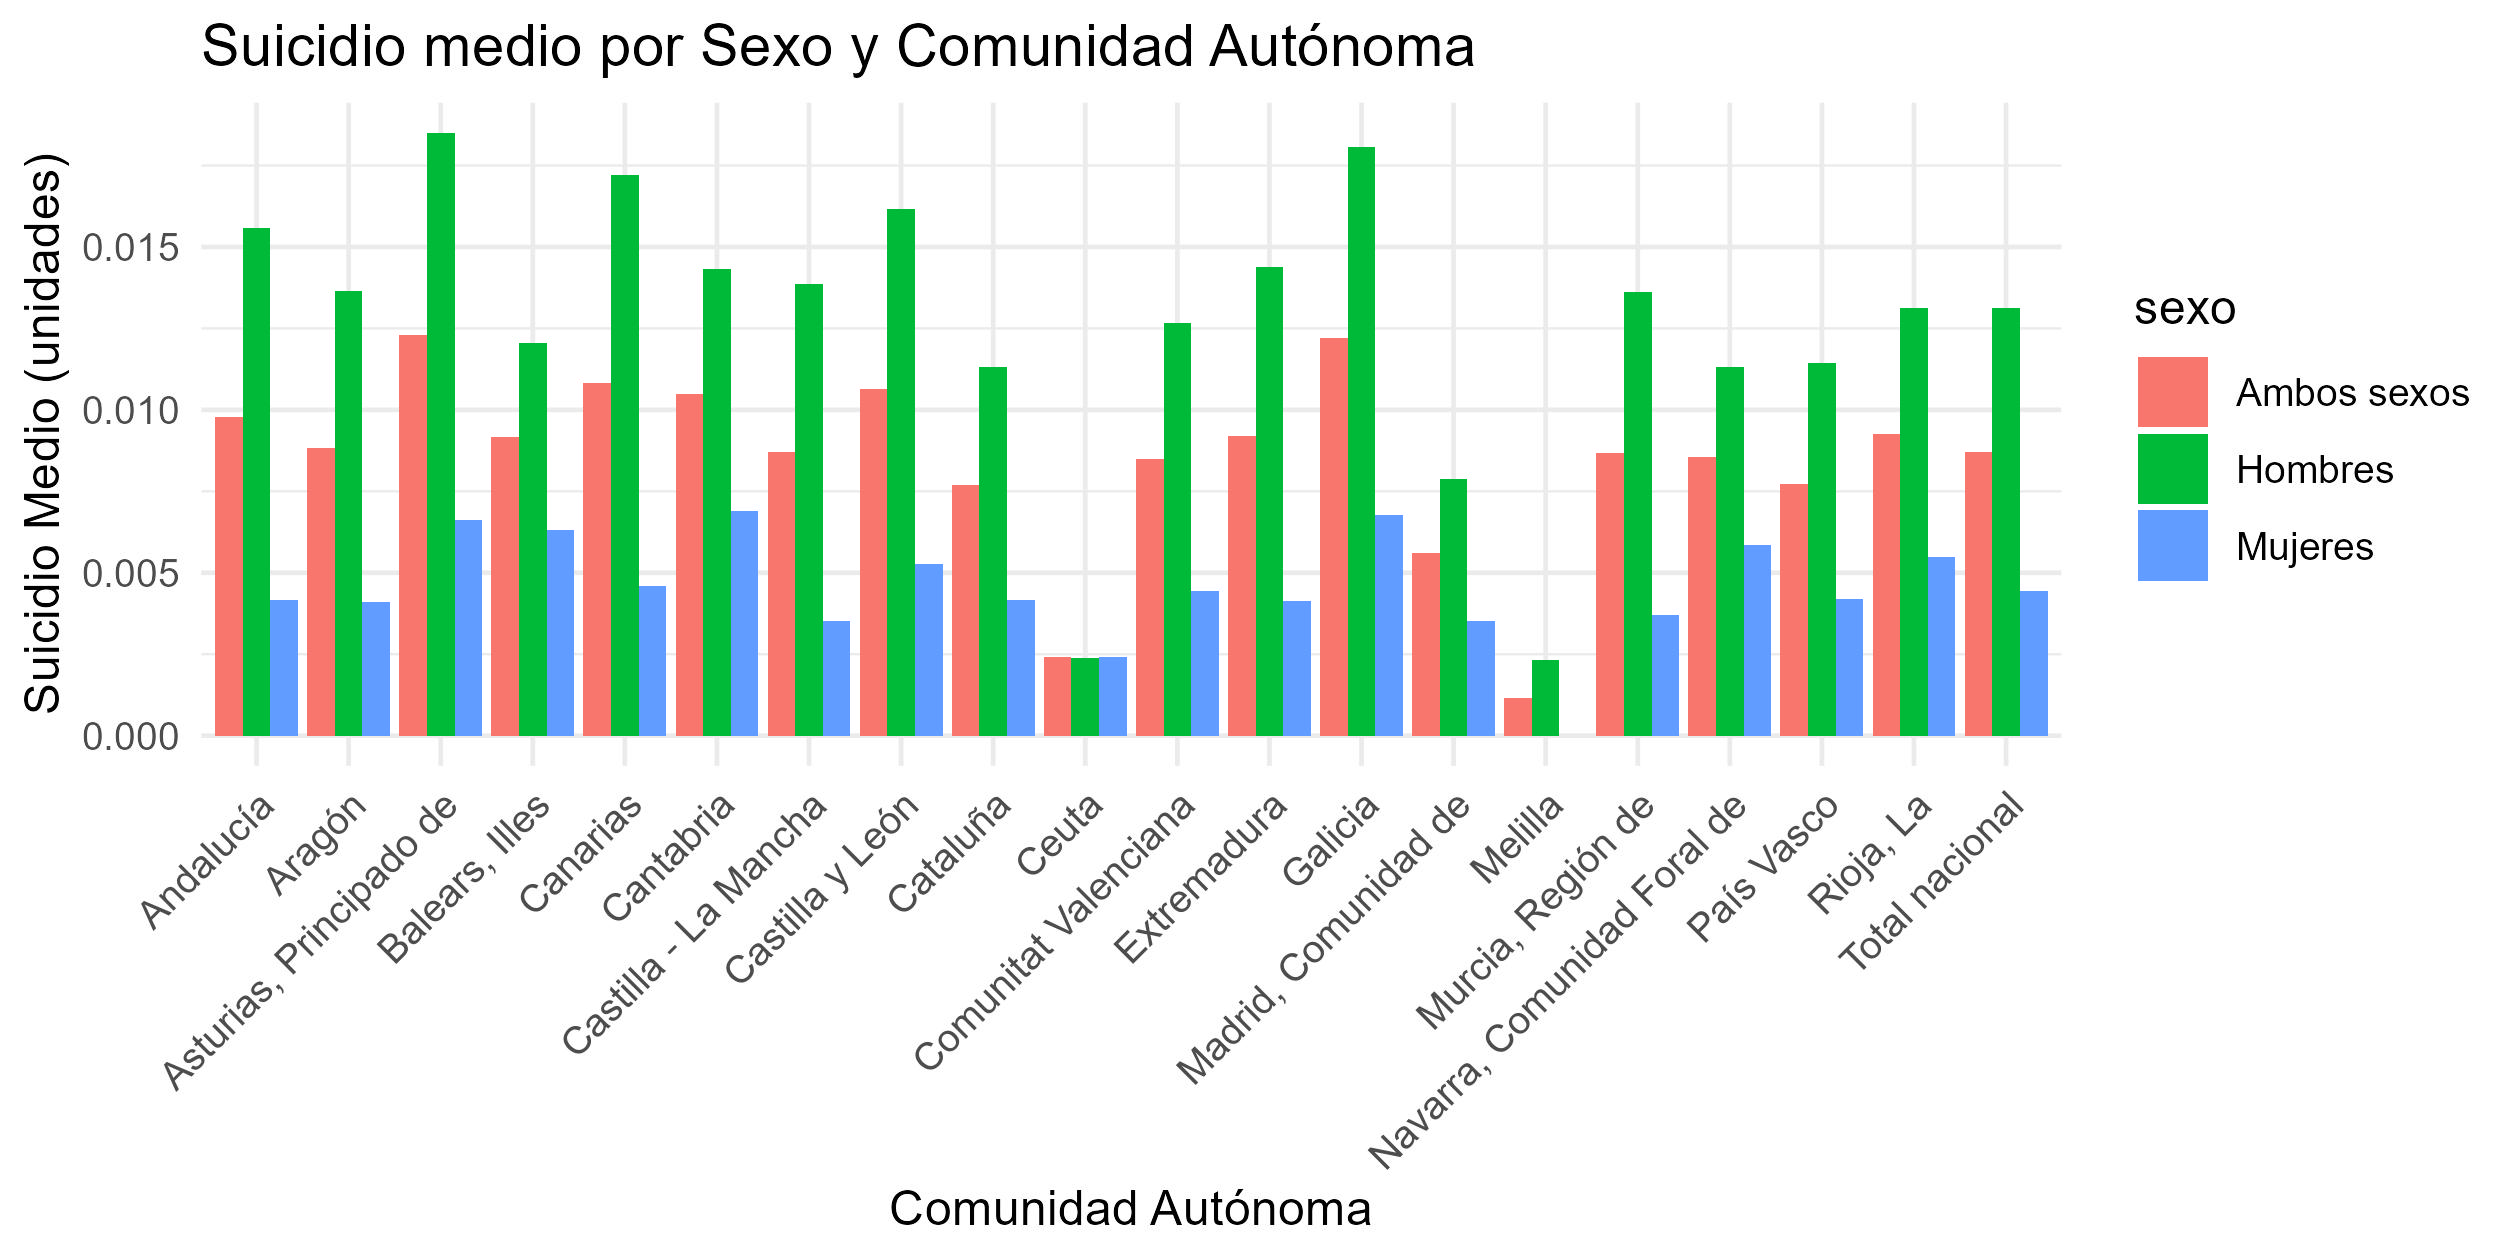 Suicidio medio por Sexo y Comunidad Autónoma
Suicidio Medio (unidades)
0.015
0.010
0.005
0.000
Andalucía
Aragón
Asturias, Principado de
Balears, Illes
Canarias
Cantabria
Castilla - La Mancha
Castilla y León
Cataluña
Ceuta
Comunitat Valenciana
Extremadura
Galicia
Madrid, Comunidad de
Melilla
Murcia, Región de
Navarra, Comunidad Foral de
País Vasco
Rioja, La
Total nacional
Comunidad Autónoma
sexo
Ambos sexos
Hombres
Mujeres